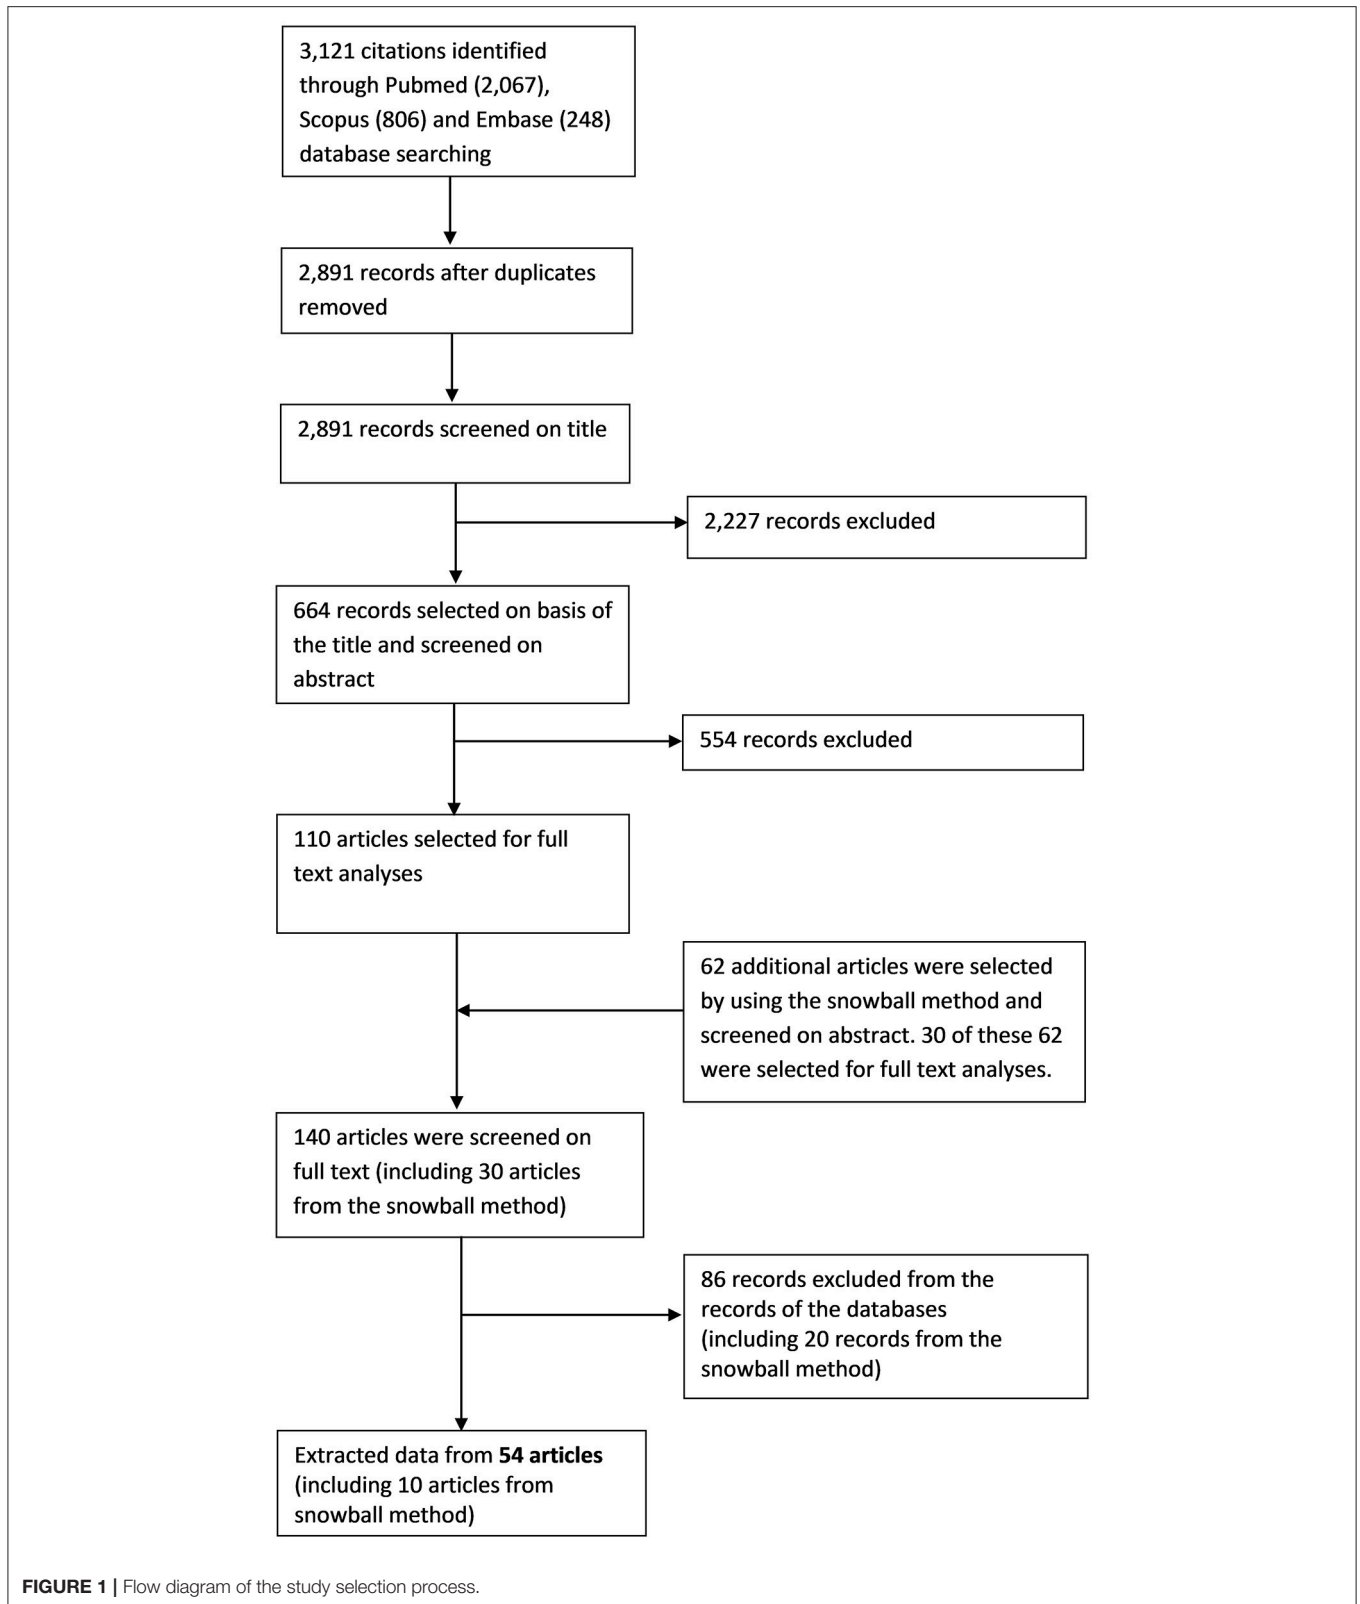 3,121 citations identified
through Pubmed (2,067),
Scopus (806) and Embase (248)
database searching
2,891 records after duplicates
removed
2,891 records screened on title
2,227 records excluded
664 records selected on basis of
the title and screened on
abstract
554 records excluded
110 articles selected for full
text analyses
62 additional articles were selected
by using the snowball method and
screened on abstract. 30 of these 62
were selected for full text analyses.
140 articles were screened on
full text (including 30 articles
from the snowball method)
86 records excluded from the
records of the databases
(including 20 records from the
snowball method)
Extracted data from 54 articles
(including 10 articles from
snowball method)
FIGURE 1 | Flow diagram of the study selection process.